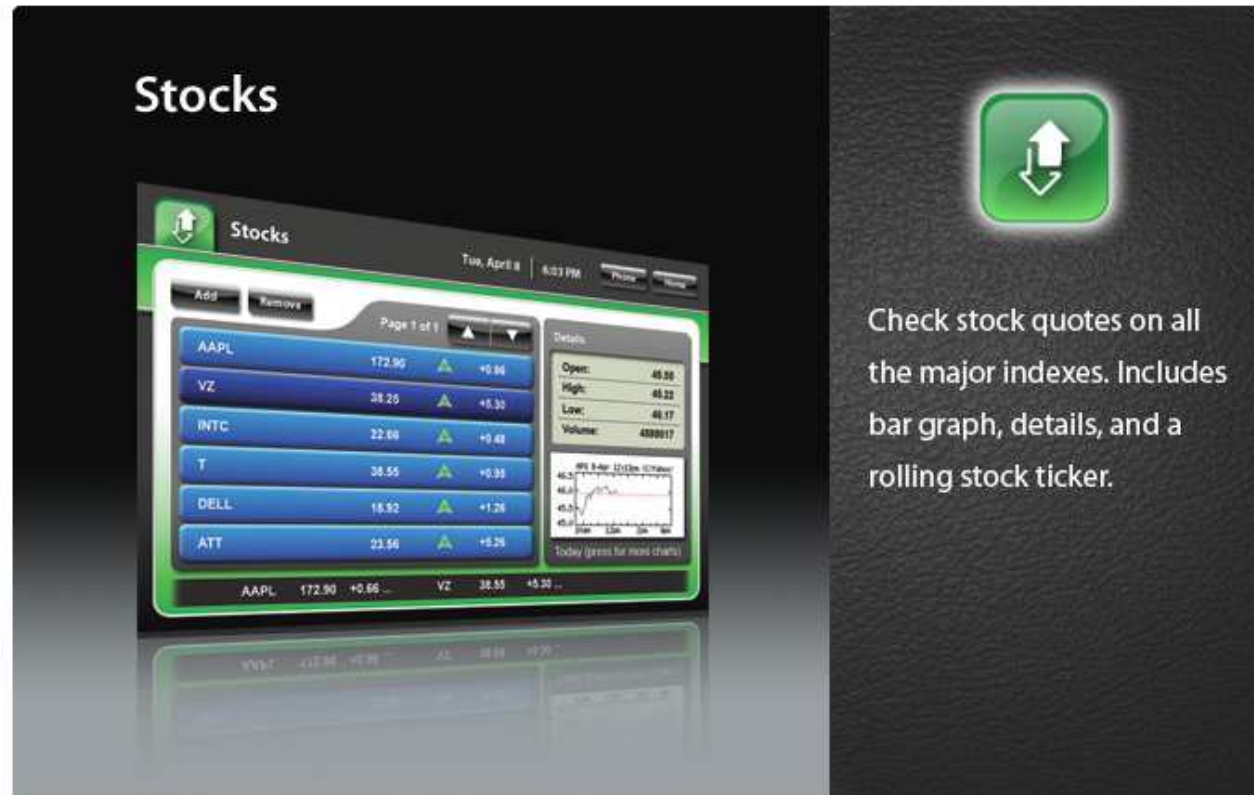 Stocks
Stocks
Tue, April 8 6:03 PM Phone Home
Add Remove
Page 1 of 1
AAPL 172.90
VZ 38.25 +5.30
INTC 22.66 +0.48
T 38.55
DELL 18.92 +1.26
ATT 23.56 +5.26
Details
Open:
High:
Low:
Volume:
Today (press for more charts)
AAPL 172.90 +0.66 ... VZ 38.55 +5.30 ...
Check stock quotes on all
the major indexes. Includes
bar graph, details, and a
rolling stock ticker.